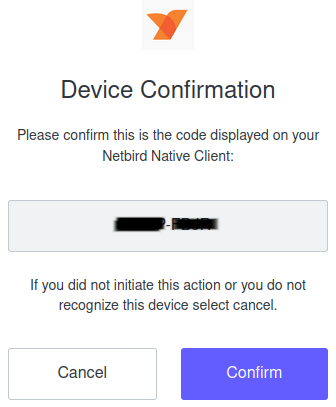 Device Confirmation
Please confirm this is the code displayed on your
Netbird Native Client:
If you did not initiate this action or you do not
recognize this device select cancel.
Cancel
Confirm